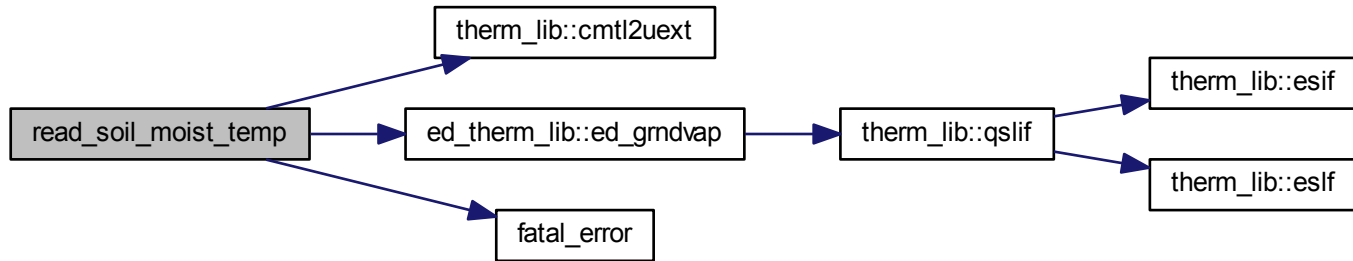 therm_lib::cmtl2uext
therm_lib::esif
read_soil_moist_temp
ed_therm_lib::ed_grndvap
therm_lib::qslif
therm_lib::eslf
fatal_error